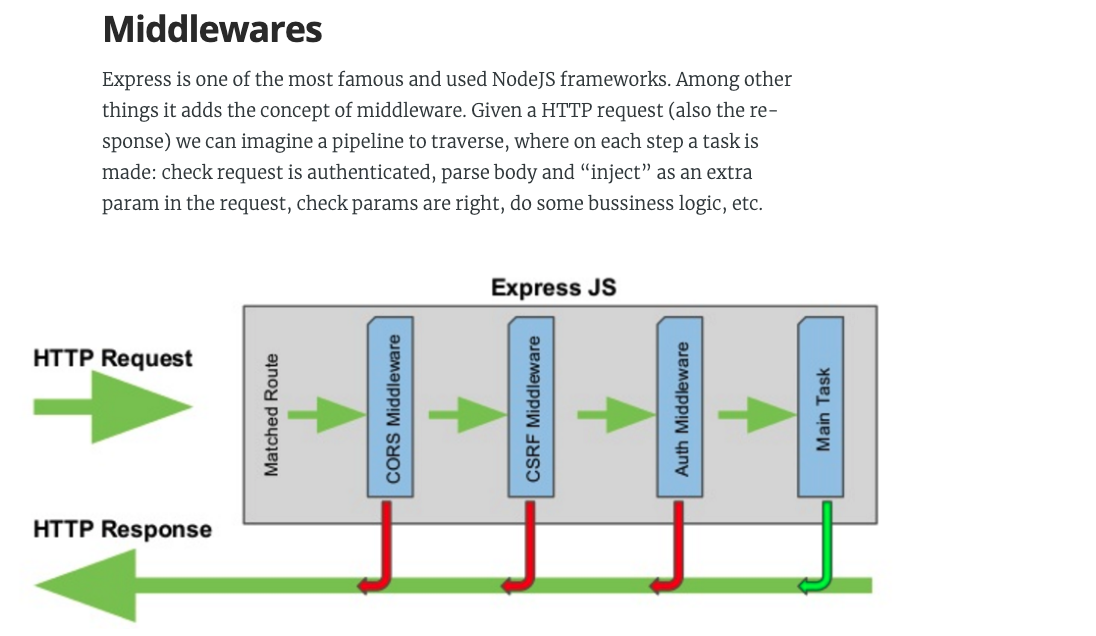 Middlewares
Express is one of the most famous and used NodeJS frameworks. Among other
things it adds the concept of middleware. Given a HTTP request (also the re-
sponse) we can imagine a pipeline to traverse, where on each step a task is
made: check request is authenticated, parse body and “inject” as an extra
param in the request, check params are right, do some bussiness logic, etc.
Express JS
HTTP Request
Matched Route
CORS Middleware
CSRF Middleware
Auth Middleware
Main Task
HTTP Response